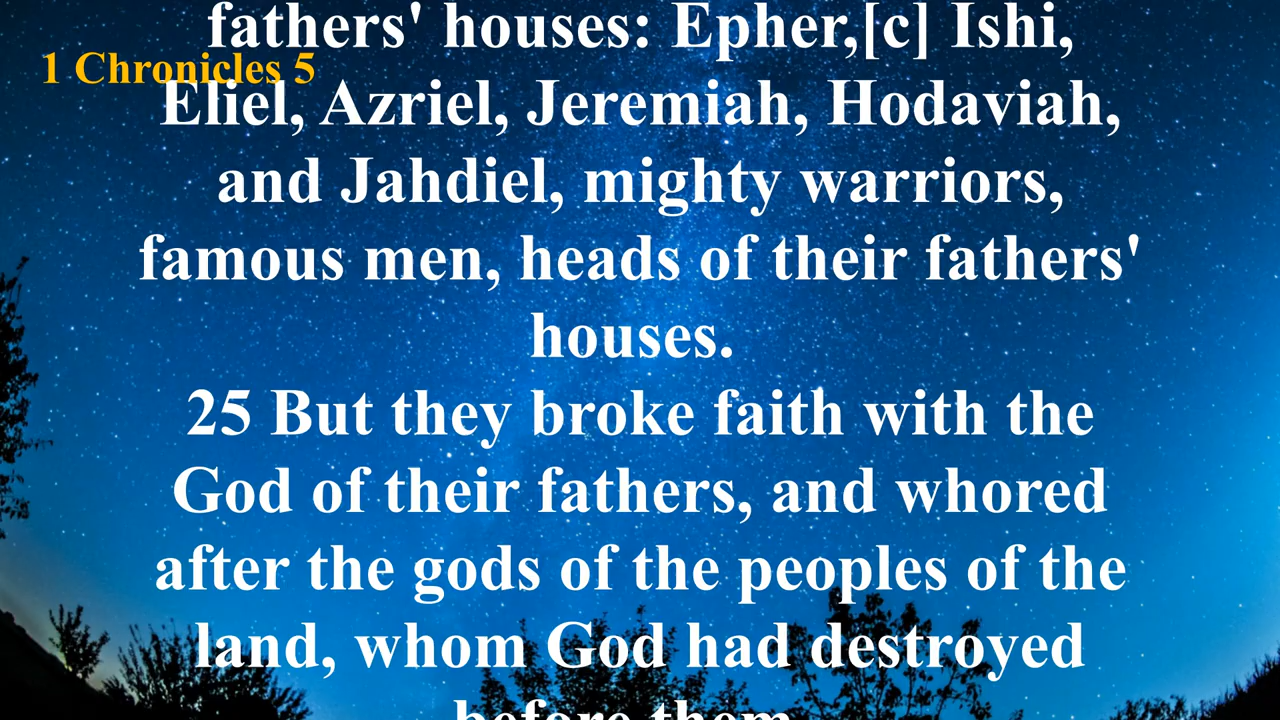 fathers' houses: Epher,[c] Ishi,
1 Chronicles 5
Eliel, Azriel, Jeremiah, Hodaviah,
and Jahdiel, mighty warriors,
famous men, heads of their fathers'
houses.
25 But they broke faith with the
God of their fathers, and whored
after the gods of the peoples of the
land, whom God had destroyed
before them.